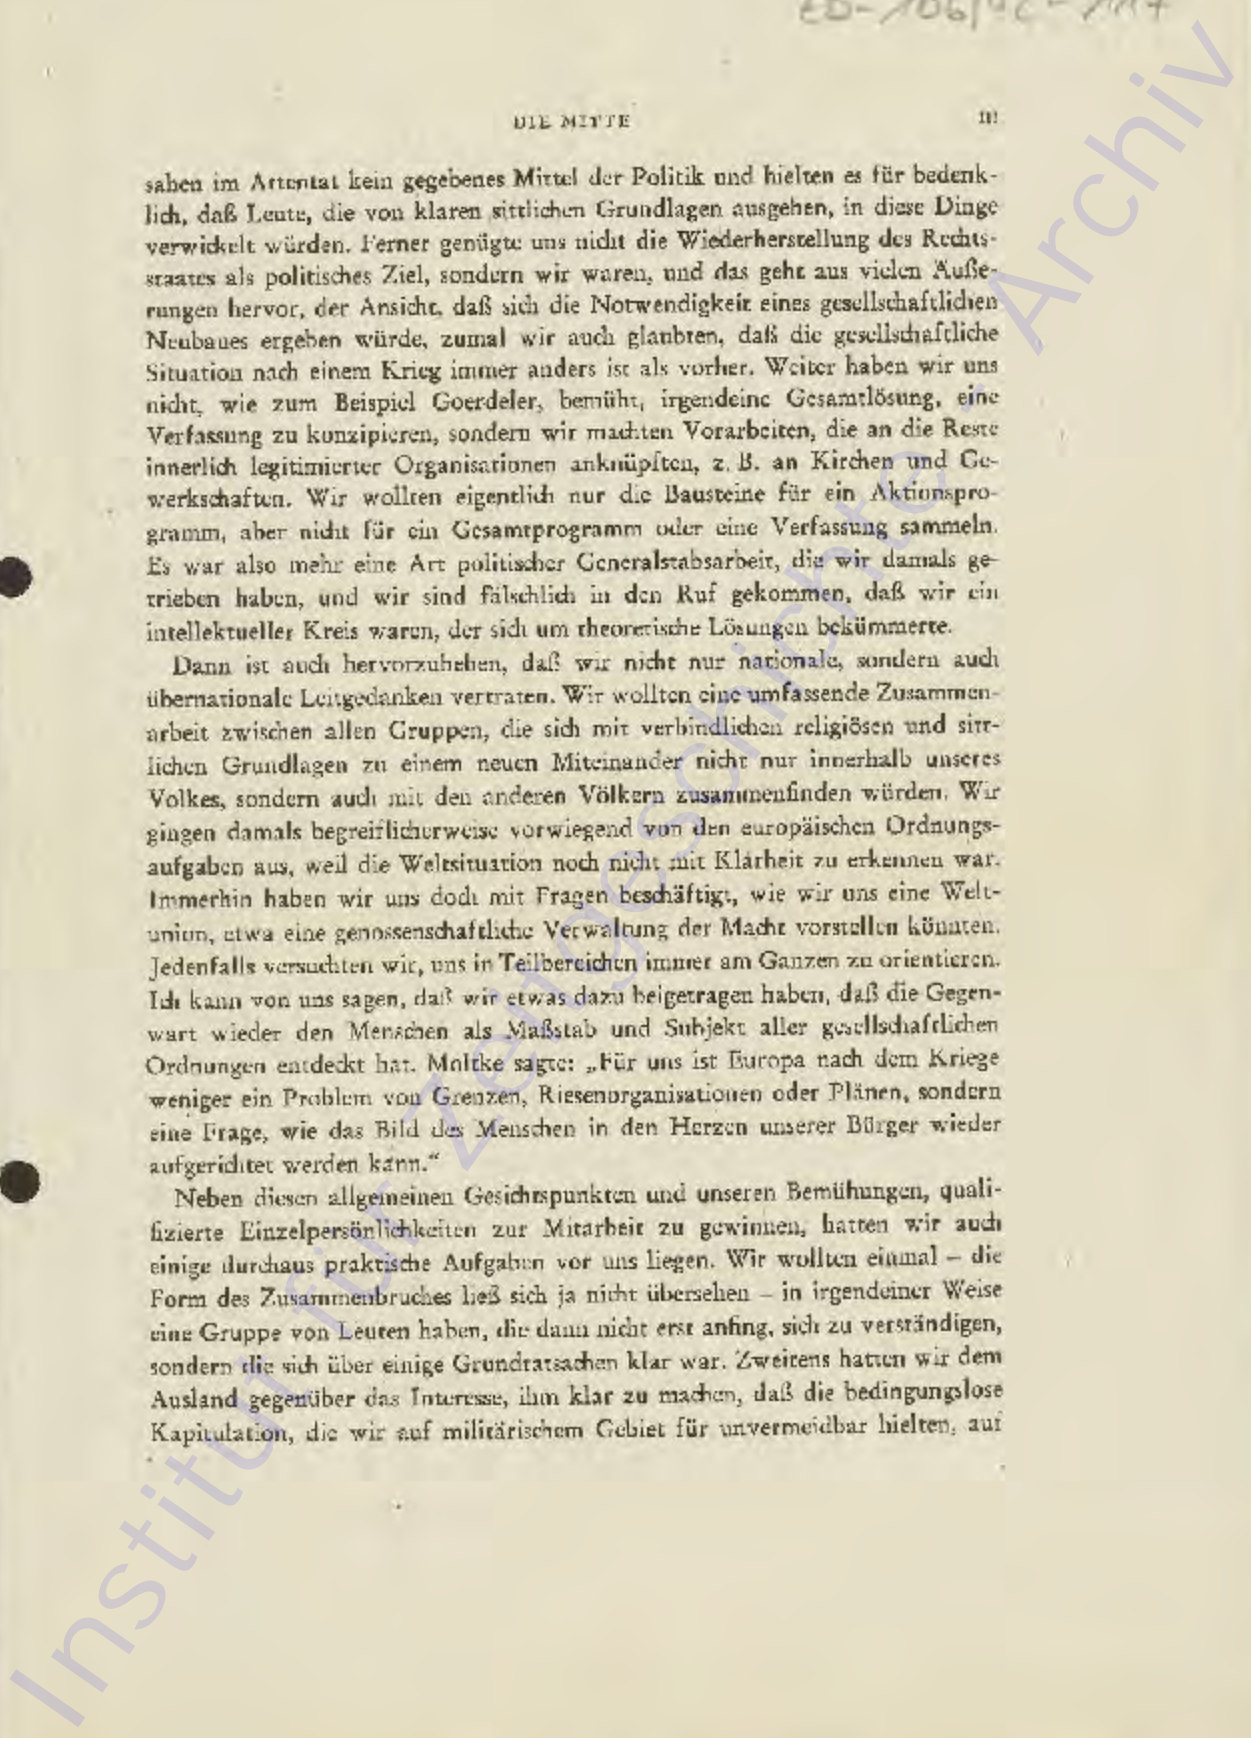 ED-106/92-117
DIE MITTE
111
sahen im Attentat kein gegebenes Mittel der Politik und hielten es für bedenk-
lich, daß Leute, die von klaren sittlichen Grundlagen ausgehen, in diese Dinge
verwickelt würden. Ferner genügte uns nicht die Wiederherstellung des Rechts-
staates als politisches Ziel, sondern wir waren, und das geht aus vielen Äuße-
rungen hervor, der Ansicht, daß sich die Notwendigkeit eines gesellschaftlichen
Neubaues ergeben würde, zumal wir auch glaubten, daß die gesellschaftliche
Situation nach einem Krieg immer anders ist als vorher. Weiter haben wir uns
nicht, wie zum Beispiel Goerdeler, bemüht, irgendeine Gesamtlösung, eine
Verfassung zu konzipieren, sondern wir machten Vorarbeiten, die an die Reste
innerlich legitimierter Organisationen anknüpften, z. B. an Kirchen und Ge-
werkschaften. Wir wollten eigentlich nur die Bausteine für ein Aktionspro-
gramm, aber nicht für ein Gesamtprogramm oder eine Verfassung sammeln.
Es war also mehr eine Art politischer Generalstabsarbeit, die wir damals ge-
trieben haben, und wir sind fälschlich in den Ruf gekommen, daß wir ein
intellektueller Kreis waren, der sich um theoretische Lösungen bekümmerte.
Dann ist auch hervorzuheben, daß wir nicht nur nationale, sondern auch
übernationale Leitgedanken vertraten. Wir wollten eine umfassende Zusammen-
arbeit zwischen allen Gruppen, die sich mit verbindlichen religiösen und sitt-
lichen Grundlagen zu einem neuen Miteinander nicht nur innerhalb unseres
Volkes, sondern auch mit den anderen Völkern zusammenfinden würden. Wir
gingen damals begreiflicherweise vorwiegend von den europäischen Ordnungs-
aufgaben aus, weil die Weltsituation noch nicht mit Klarheit zu erkennen war.
Immerhin haben wir uns doch mit Fragen beschäftigt, wie wir uns eine Welt-
union, etwa eine genossenschaftliche Verwaltung der Macht vorstellen könnten.
Jedenfalls versuchten wir, uns in Teilbereichen immer am Ganzen zu orientieren.
Ich kann von uns sagen, daß wir etwas dazu beigetragen haben, daß die Gegen-
wart wieder den Menschen als Maßstab und Subjekt aller gesellschaftlichen
Ordnungen entdeckt hat. Moltke sagte: „Für uns ist Europa nach dem Kriege
weniger ein Problem von Grenzen, Riesenorganisationen oder Plänen, sondern
eine Frage, wie das Bild des Menschen in den Herzen unserer Bürger wieder
aufgerichtet werden kann.“
Neben diesen allgemeinen Gesichtspunkten und unseren Bemühungen, quali-
fizierte Einzelpersönlichkeiten zur Mitarbeit zu gewinnen, hatten wir auch
einige durchaus praktische Aufgaben vor uns liegen. Wir wollten einmal – die
Form des Zusammenbruches ließ sich ja nicht übersehen – in irgendeiner Weise
eine Gruppe von Leuten haben, die dann nicht erst anfing, sich zu verständigen,
sondern die sich über einige Grundtatsachen klar war. Zweitens hatten wir dem
Ausland gegenüber das Interesse, ihm klar zu machen, daß die bedingungslose
Kapitulation, die wir auf militärischem Gebiet für unvermeidbar hielten, auf
Institut für Zeitgeschichte - Archiv